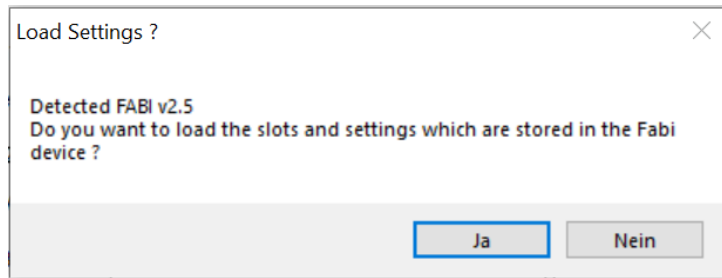 Load Settings ?
Detected FABI v2.5
Do you want to load the slots and settings which are stored in the Fabi
device ?
Ja
Nein